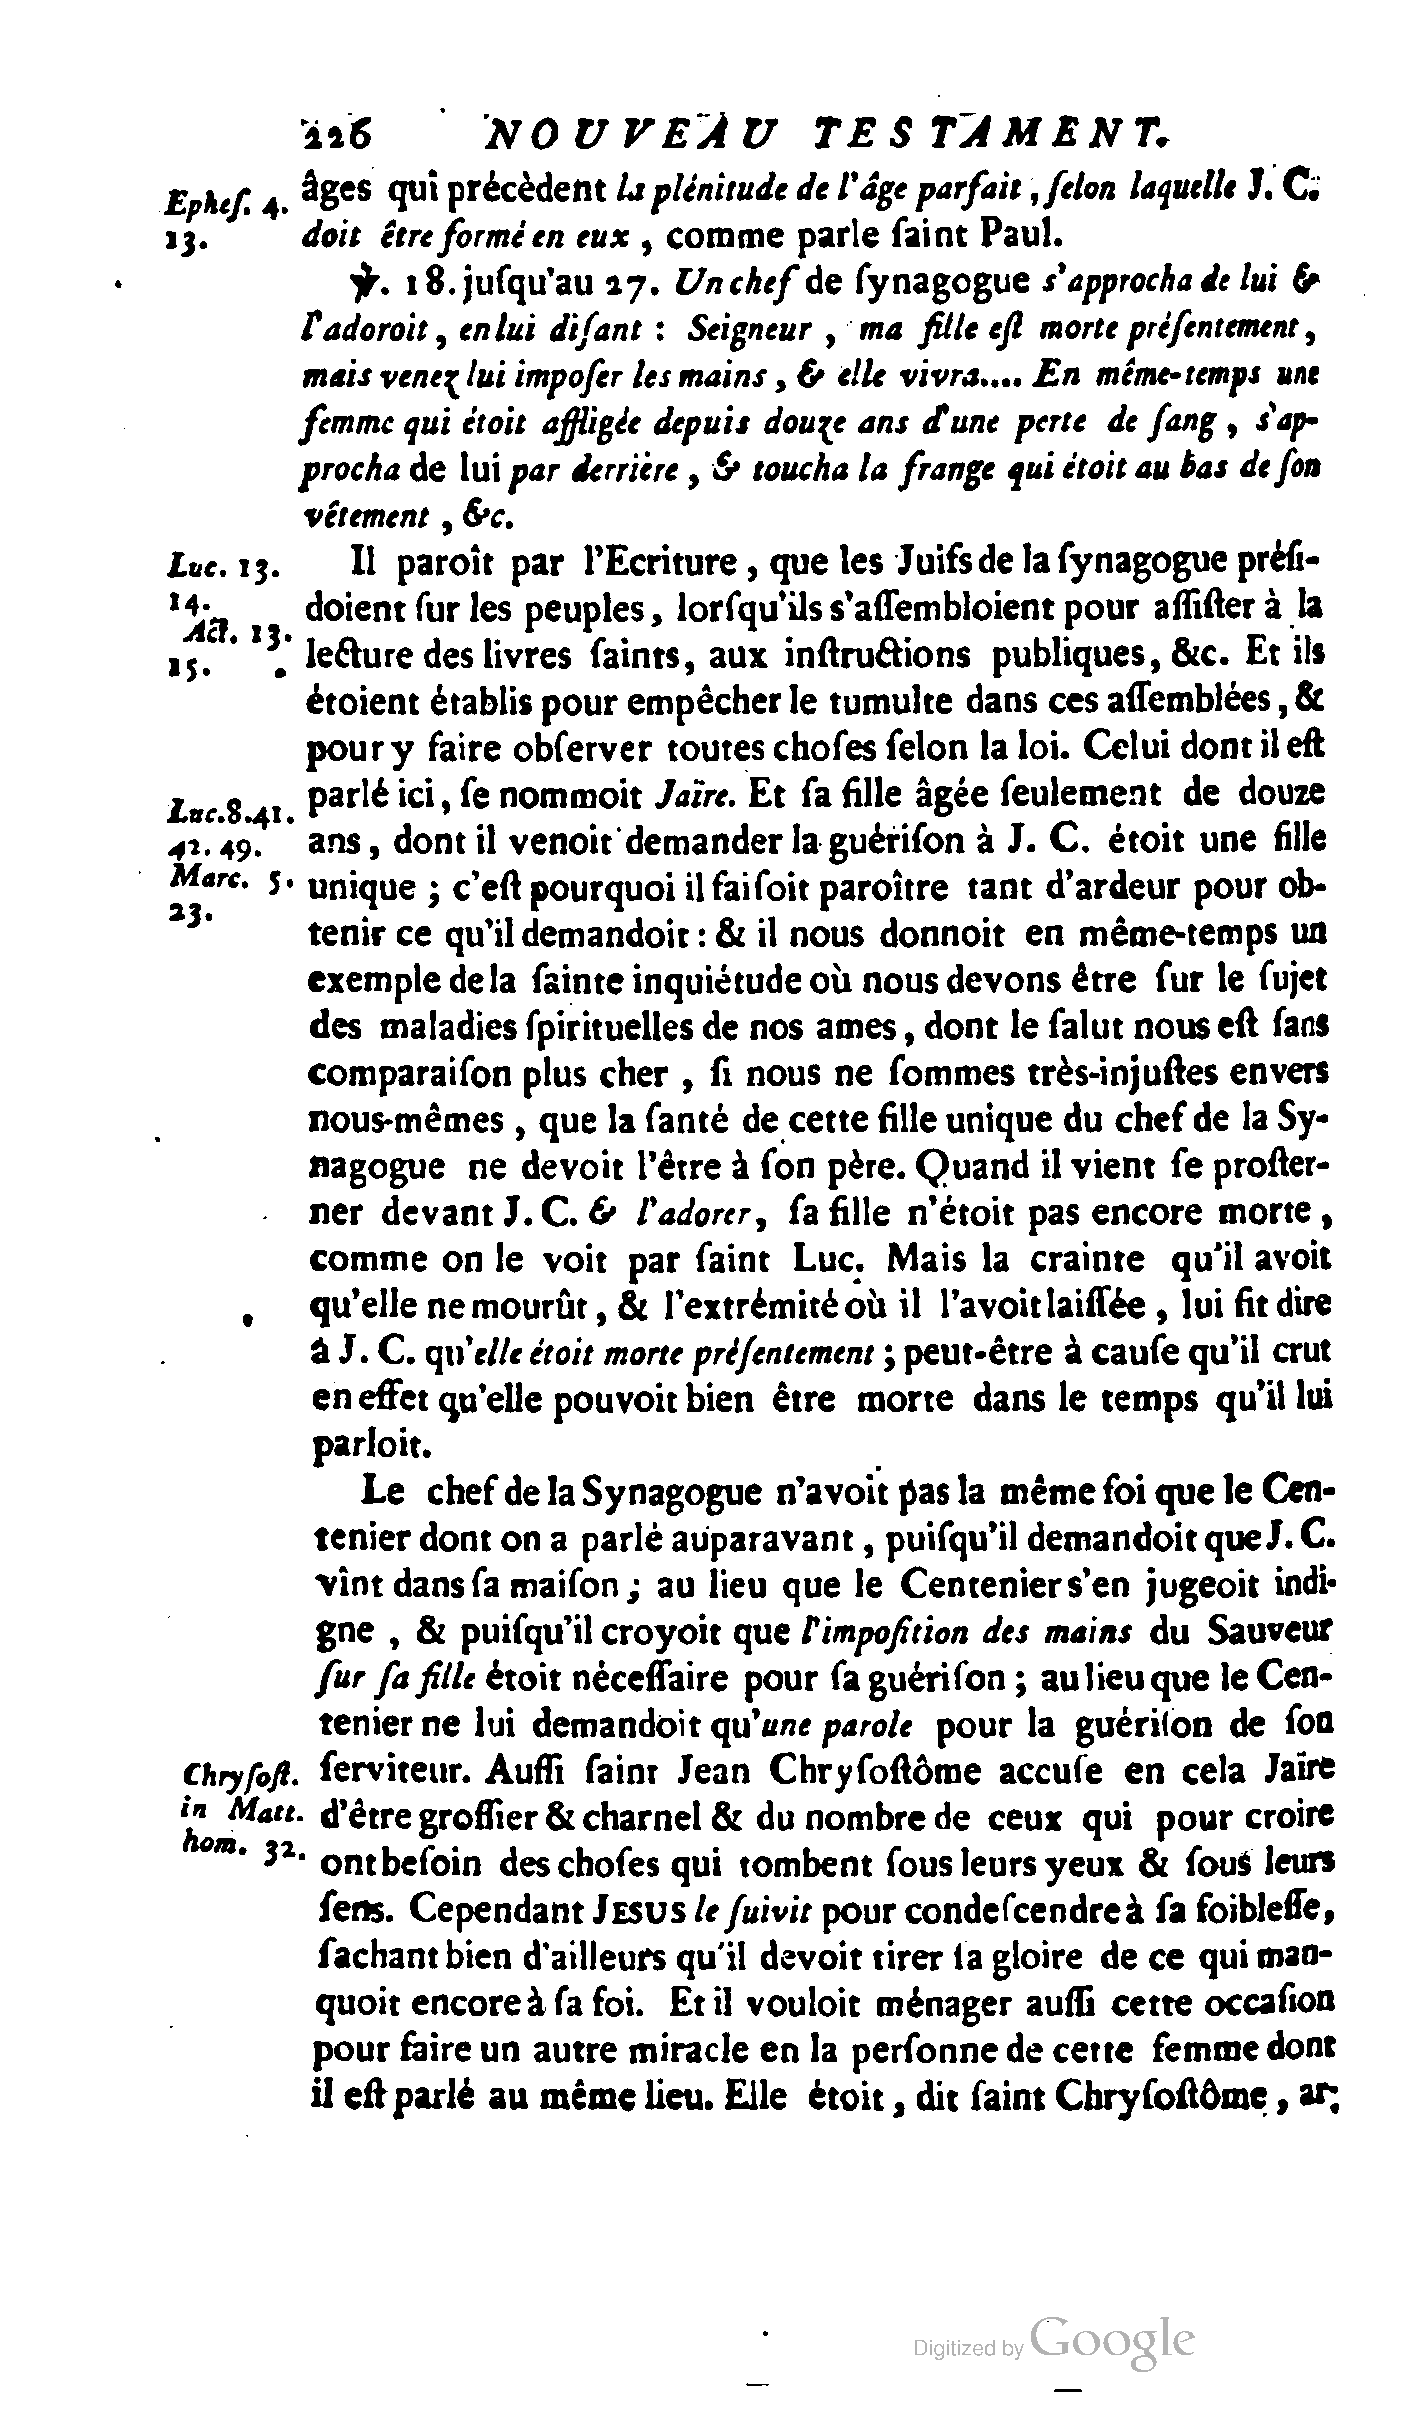 226 NOUVEAU TESTAMENT.
âges qui précèdent la plénitude de l'âge parfait, ſelon laquelle J. C.
Epheſ. 4.
13.
doit être formé en eux, comme parle ſaint Paul.
℣. 18. juſqu'au 27. Un chef de ſynagogue s'approcha de lui &
l'adoroit, en lui diſant : Seigneur, ma fille eſt morte préſentement,
mais venez lui impoſer les mains, & elle vivra.... En même-temps une
femme qui étoit affligée depuis douze ans d'une perte de ſang, s'ap-
procha de lui par derrière, & toucha la frange qui étoit au bas de ſon
vêtement, &c.
Luc. 13.
14.
Act. 13.
15.
Il paroît par l'Ecriture, que les Juifs de la ſynagogue préſi-
doient ſur les peuples, lorſqu'ils s'aſſembloient pour aſſiſter à la
lecture des livres ſaints, aux inſtructions publiques, &c. Et ils
étoient établis pour empêcher le tumulte dans ces aſſemblées, &
pour y faire obſerver toutes choſes ſelon la loi. Celui dont il eſt
parlé ici, ſe nommoit Jaïre. Et ſa fille âgée ſeulement de douze
Luc. 8. 41.
42. 49.
Marc. 5.
23.
ans, dont il venoit demander la guériſon à J. C. étoit une fille
unique ; c'eſt pourquoi il faiſoit paroître tant d'ardeur pour ob-
tenir ce qu'il demandoit : & il nous donnoit en même-temps un
exemple de la ſainte inquiétude où nous devons être ſur le ſujet
des maladies ſpirituelles de nos ames, dont le ſalut nous eſt ſans
comparaiſon plus cher, ſi nous ne ſommes très-injuſtes envers
nous-mêmes, que la ſanté de cette fille unique du chef de la Sy-
nagogue ne devoit l'être à ſon père. Quand il vient ſe proſter-
ner devant J. C. & l'adorer, ſa fille n'étoit pas encore morte,
comme on le voit par ſaint Luc. Mais la crainte qu'il avoit
qu'elle ne mourût, & l'extrémité où il l'avoit laiſſée, lui fit dire
à J. C. qu'elle étoit morte préſentement ; peut-être à cauſe qu'il crut
en effet qu'elle pouvoit bien être morte dans le temps qu'il lui
parloit.
Le chef de la Synagogue n'avoit pas la même foi que le Cen-
tenier dont on a parlé auparavant, puiſqu'il demandoit que J. C.
vînt dans ſa maiſon ; au lieu que le Centenier s'en jugeoit indi-
gne, & puiſqu'il croyoit que l'impoſition des mains du Sauveur
ſur ſa fille étoit néceſſaire pour ſa guériſon ; au lieu que le Cen-
tenier ne lui demandoit qu'une parole pour la guériſon de ſon
Chryſoſt.
in Matt.
hom. 32.
ſerviteur. Auſſi ſaint Jean Chryſoſtôme accuſe en cela Jaïre
d'être groſſier & charnel & du nombre de ceux qui pour croire
ont beſoin des choſes qui tombent ſous leurs yeux & ſous leurs
ſens. Cependant JESUS le ſuivit pour condeſcendre à ſa foibleſſe,
ſachant bien d'ailleurs qu'il devoit tirer ſa gloire de ce qui man-
quoit encore à ſa foi. Et il vouloit ménager auſſi cette occaſion
pour faire un autre miracle en la perſonne de cette femme dont
il eſt parlé au même lieu. Elle étoit, dit ſaint Chryſoſtôme, ar-
Digitized by Google